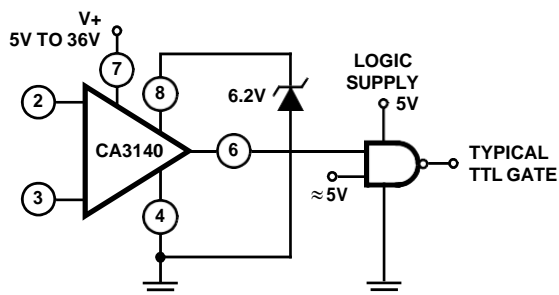 V+
5V TO 36V
7
8
2
6.2V
LOGIC
SUPPLY
5V
CA3140
6
TYPICAL
TTL GATE
≈5V
3
4